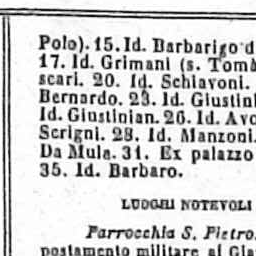 Polo). 15. Id. Barbarigo d
17. Id. Grimani (s. Tomà
scari. 20. Id. Schiavoni.
Bernardo. 23. Id. Giustini
Id. Giustinian. 26. Id. Avo
Scrigni. 28. Id. Manzoni.
Da Mula. 31. Ex palazzo
35. Id. Barbaro.
LUOGHI NOTEVOLI
Parrocchia S. Pietro.
postamento militare ai Gia